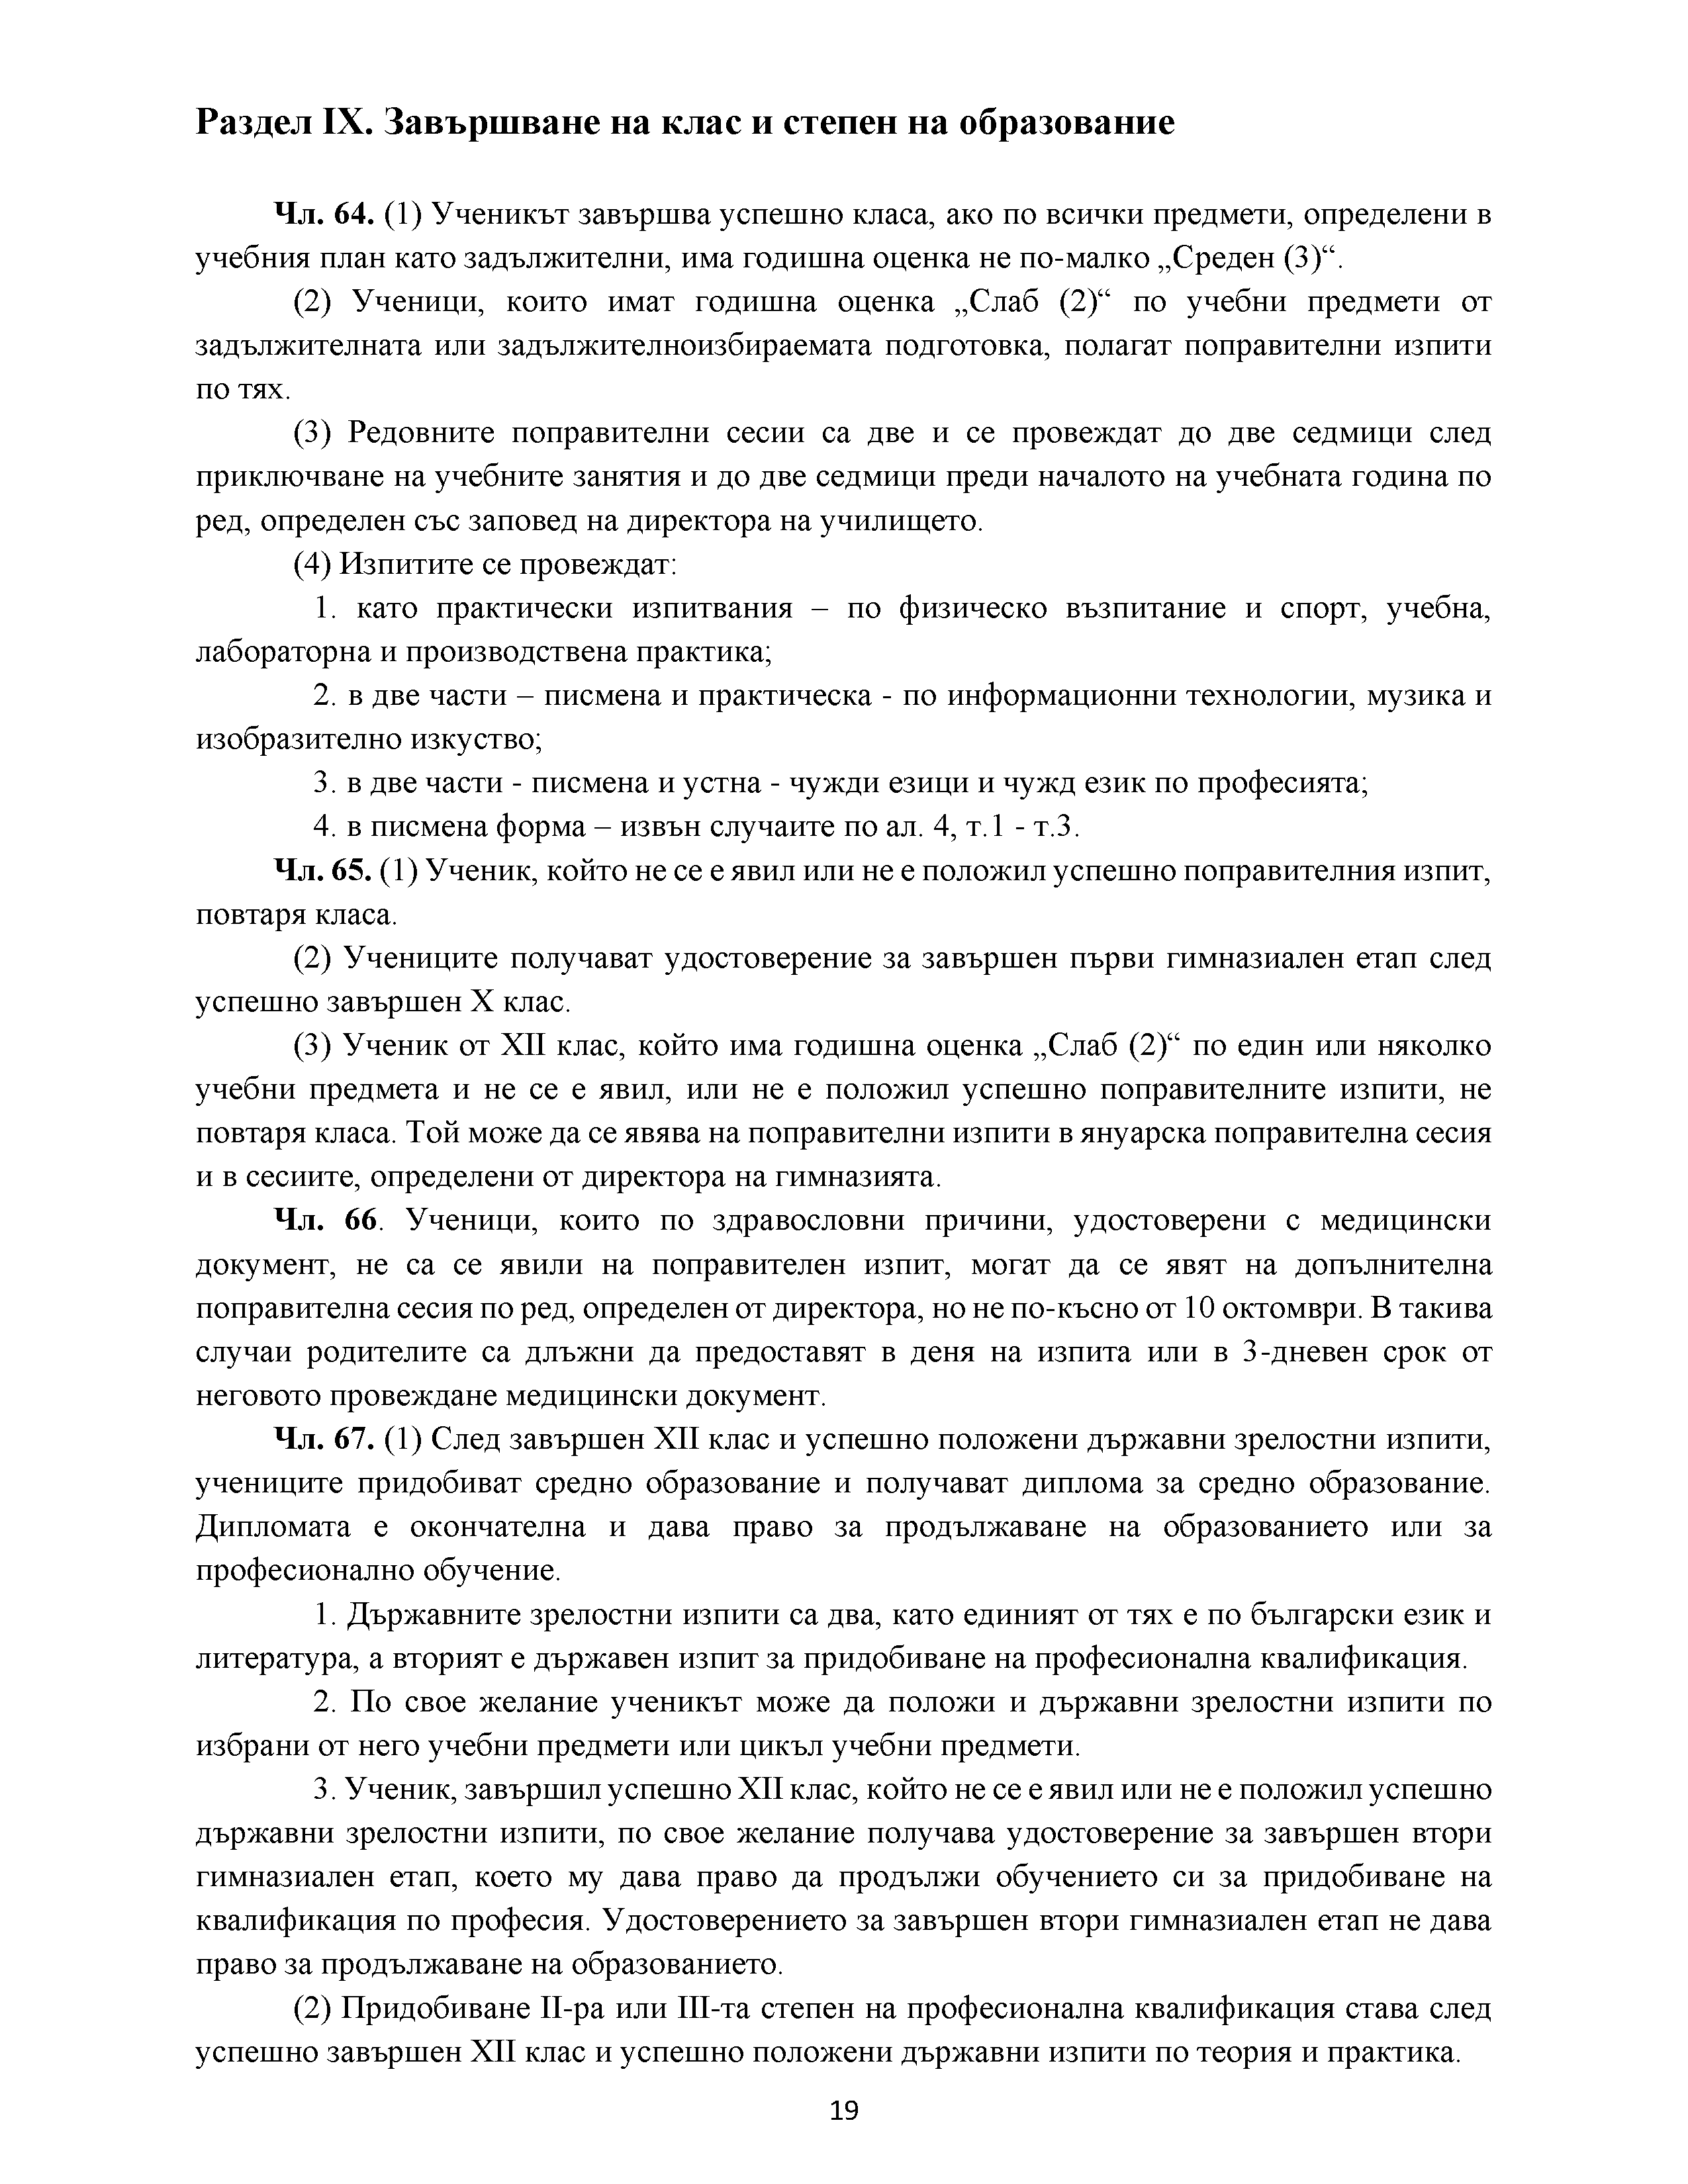 Раздел IX. Завършване на клас и степен на образование
Чл. 64. (1) Ученикът завършва успешно класа, ако по всички предмети, определени в
учебния план като задължителни, има годишна оценка не по-малко „Среден (3)“.
(2) Ученици, които имат годишна оценка „Слаб (2)“ по учебни предмети от
задължителната или задължителноизбираемата подготовка, полагат поправителни изпити
по тях.
(3) Редовните поправителни сесии са две и се провеждат до две седмици след
приключване на учебните занятия и до две седмици преди началото на учебната година по
ред, определен със заповед на директора на училището.
(4) Изпитите се провеждат:
1. като практически изпитвания – по физическо възпитание и спорт, учебна,
лабораторна и производствена практика;
2. в две части – писмена и практическа - по информационни технологии, музика и
изобразително изкуство;
3. в две части - писмена и устна - чужди езици и чужд език по професията;
4. в писмена форма – извън случаите по ал. 4, т.1 - т.3.
Чл. 65. (1) Ученик, който не се е явил или не е положил успешно поправителния изпит,
повтаря класа.
(2) Учениците получават удостоверение за завършен първи гимназиален етап след
успешно завършен X клас.
(3) Ученик от XII клас, който има годишна оценка „Слаб (2)“ по един или няколко
учебни предмета и не се е явил, или не е положил успешно поправителните изпити, не
повтаря класа. Той може да се явява на поправителни изпити в януарска поправителна сесия
и в сесиите, определени от директора на гимназията.
Чл. 66. Ученици, които по здравословни причини, удостоверени с медицински
документ, не са се явили на поправителен изпит, могат да се явят на допълнителна
поправителна сесия по ред, определен от директора, но не по-късно от 10 октомври. В такива
случаи родителите са длъжни да предоставят в деня на изпита или в 3-дневен срок от
неговото провеждане медицински документ.
Чл. 67. (1) След завършен XII клас и успешно положени държавни зрелостни изпити,
учениците придобиват средно образование и получават диплома за средно образование.
Дипломата е окончателна и дава право за продължаване на образованието или за
професионално обучение.
1. Държавните зрелостни изпити са два, като единият от тях е по български език и
литература, а вторият е държавен изпит за придобиване на професионална квалификация.
2. По свое желание ученикът може да положи и държавни зрелостни изпити по
избрани от него учебни предмети или цикъл учебни предмети.
3. Ученик, завършил успешно XII клас, който не се е явил или не е положил успешно
държавни зрелостни изпити, по свое желание получава удостоверение за завършен втори
гимназиален етап, което му дава право да продължи обучението си за придобиване на
квалификация по професия. Удостоверението за завършен втори гимназиален етап не дава
право за продължаване на образованието.
(2) Придобиване II-ра или III-та степен на професионална квалификация става след
успешно завършен XII клас и успешно положени държавни изпити по теория и практика.
19